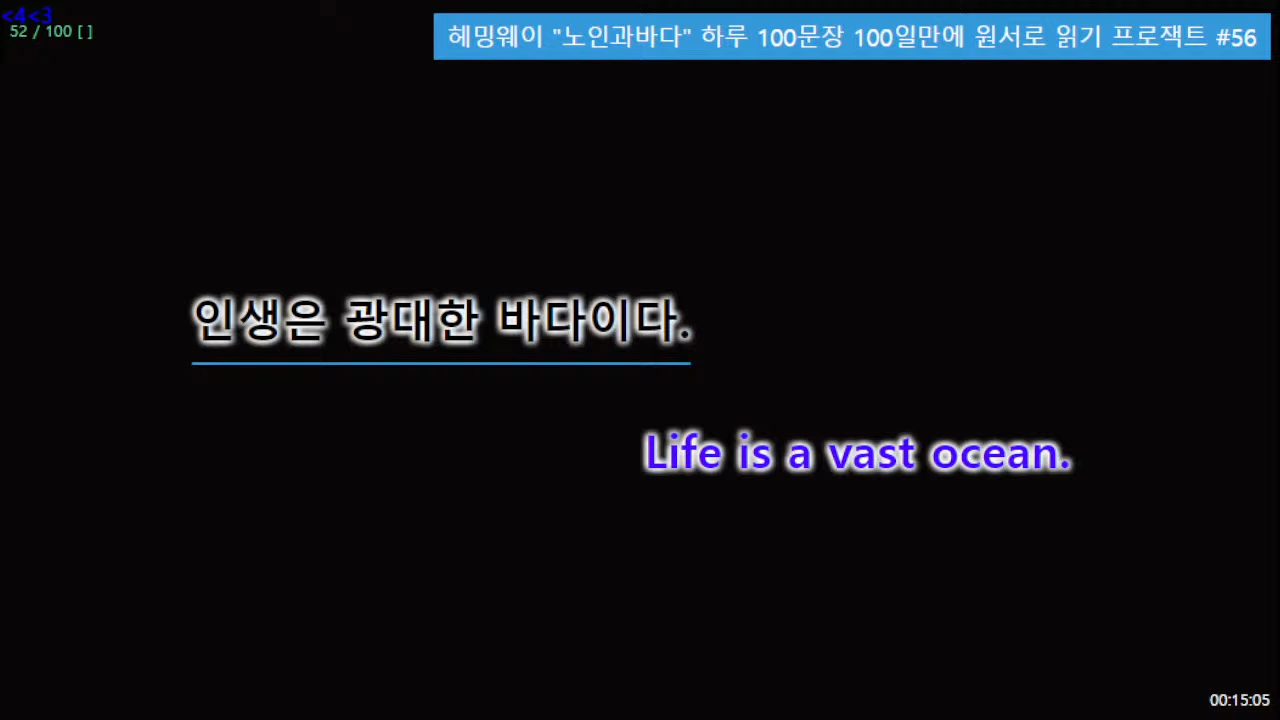 <4<3
52 / 100 [ ]
헤밍웨이 "노인과바다" 하루 100문장 100일만에 원서로 읽기 프로잭트 #56
인생은 광대한 바다이다.
Life is a vast ocean.
00:15:05